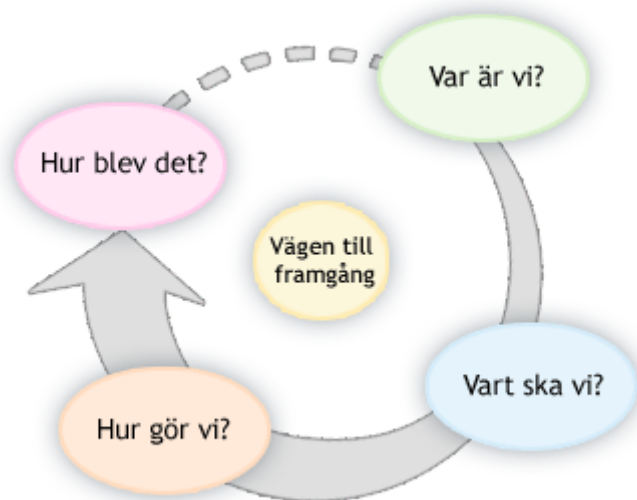 Var är vi?
Hur blev det?
Vägen till
framgång
Vart ska vi?
Hur gör vi?